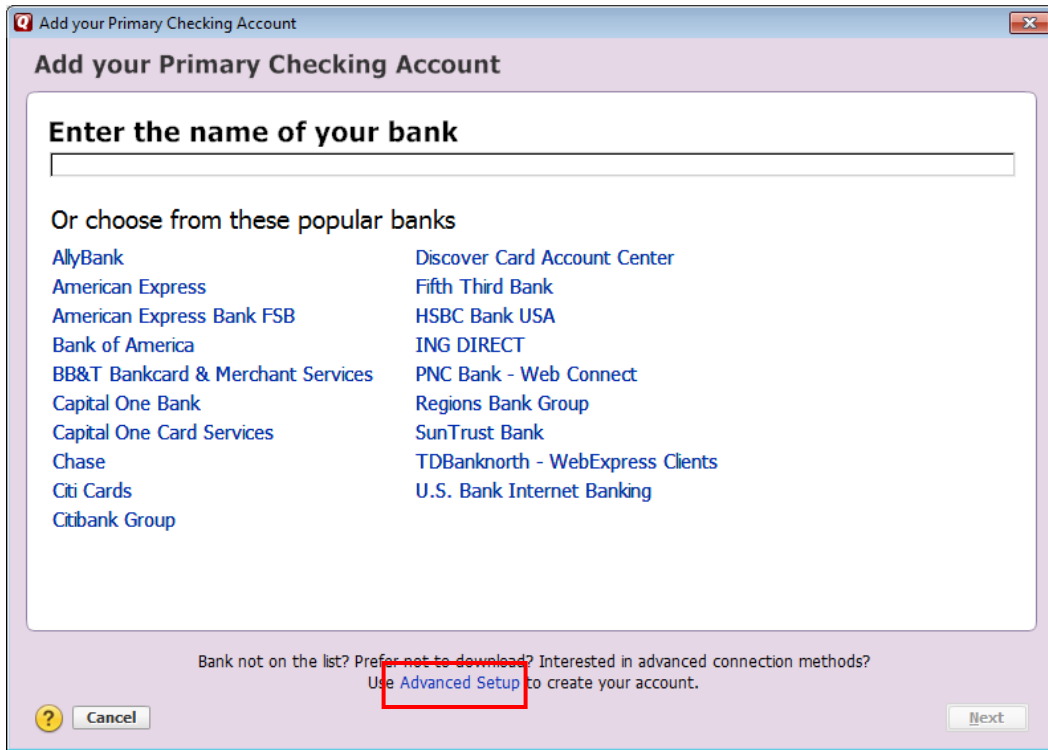 Add your Primary Checking Account
Add your Primary Checking Account
Enter the name of your bank
Or choose from these popular banks
AllyBank
American Express
American Express Bank FSB
Bank of America
BB&T Bankcard & Merchant Services
Capital One Bank
Capital One Card Services
Chase
Citi Cards
Citibank Group
Discover Card Account Center
Fifth Third Bank
HSBC Bank USA
ING DIRECT
PNC Bank - Web Connect
Regions Bank Group
SunTrust Bank
TDBanknorth - WebExpress Clients
U.S. Bank Internet Banking
Bank not on the list? Prefer not to download? Interested in advanced connection methods?
Use Advanced Setup to create your account.
? Cancel
Next